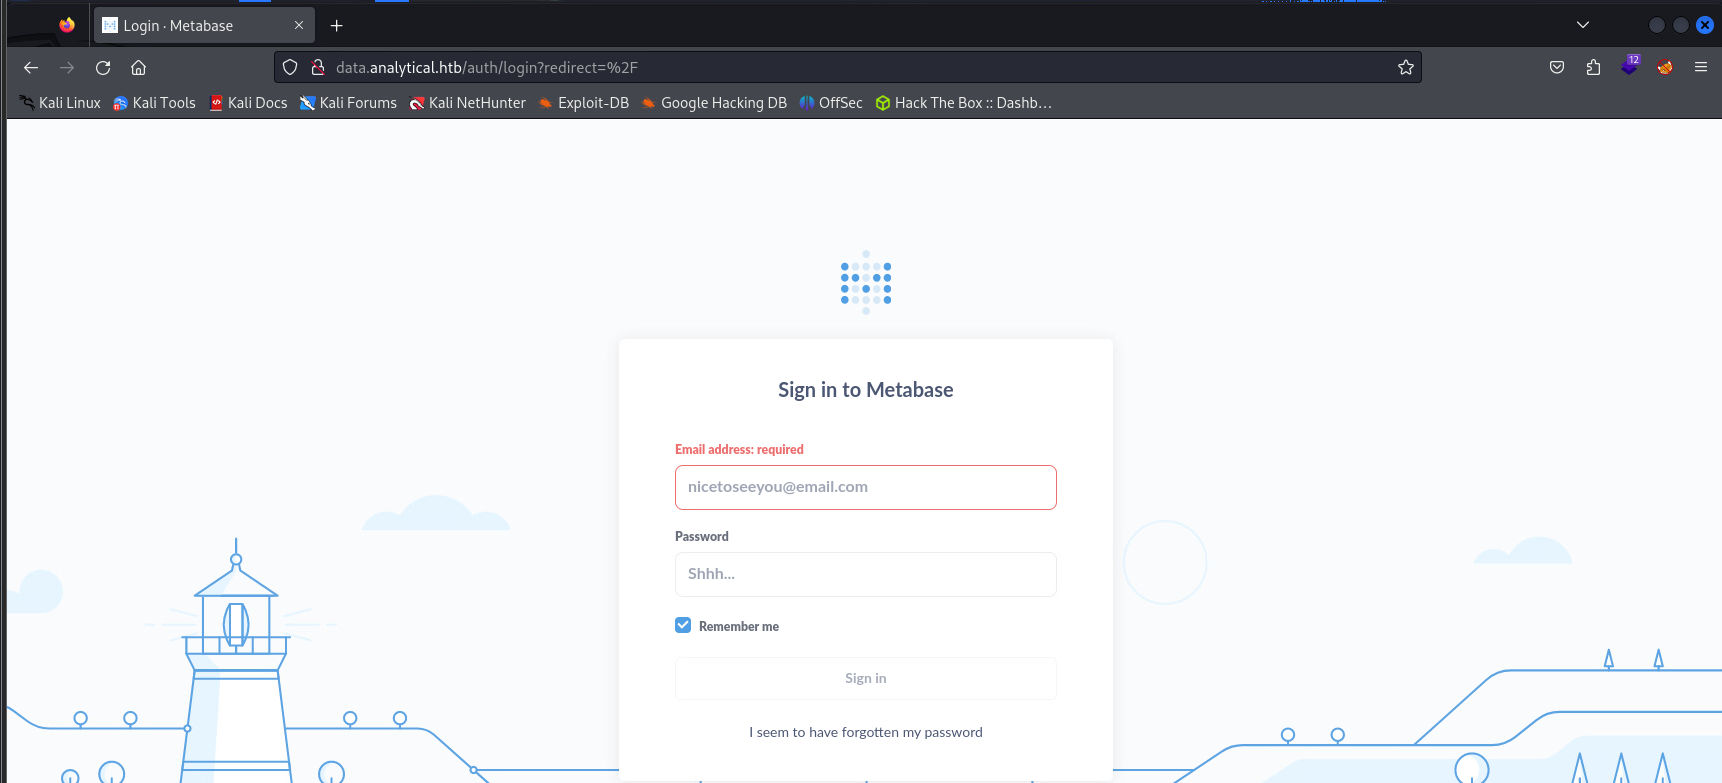 Login · Metabase
data.analytical.htb/auth/login?redirect=%2F
12
Kali Linux Kali Tools Kali Docs Kali Forums Kali NetHunter Exploit-DB Google Hacking DB OffSec Hack The Box :: Dashb…
Sign in to Metabase
Email address: required
nicetoseeyou@email.com
Password
Shhh...
Remember me
Sign in
I seem to have forgotten my password